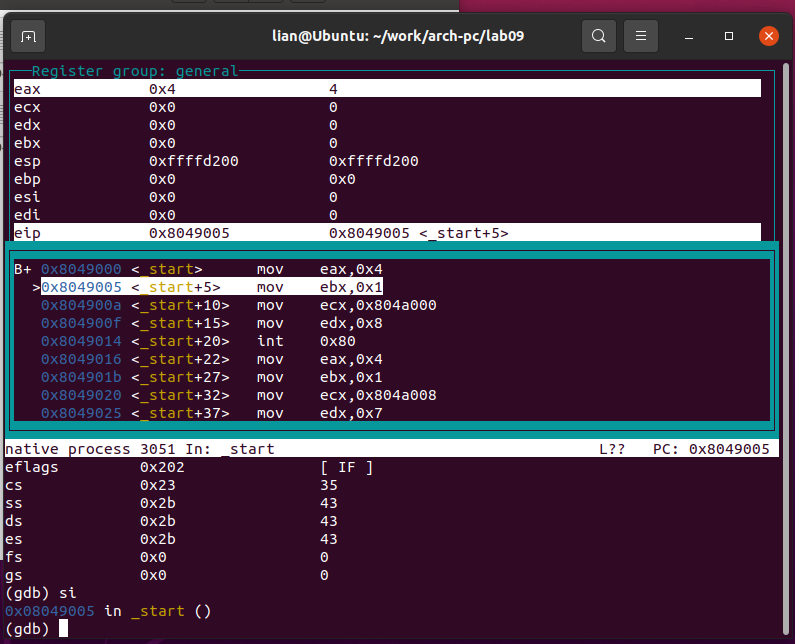 lian@Ubuntu: ~/work/arch-pc/lab09
Register group: general
eax 0x4 4
ecx 0x0 0
edx 0x0 0
ebx 0x0 0
esp 0xffffd200 0xffffd200
ebp 0x0 0x0
esi 0x0 0
edi 0x0 0
eip 0x8049005 0x8049005 <_start+5>
B+ 0x8049000 <_start> mov eax,0x4
>0x8049005 <_start+5> mov ebx,0x1
0x804900a <_start+10> mov ecx,0x804a000
0x804900f <_start+15> mov edx,0x8
0x8049014 <_start+20> int 0x80
0x8049016 <_start+22> mov eax,0x4
0x804901b <_start+27> mov ebx,0x1
0x8049020 <_start+32> mov ecx,0x804a008
0x8049025 <_start+37> mov edx,0x7
native process 3051 In: _start L?? PC: 0x8049005
eflags 0x202 [ IF ]
cs 0x23 35
ss 0x2b 43
ds 0x2b 43
es 0x2b 43
fs 0x0 0
gs 0x0 0
(gdb) si
0x08049005 in _start ()
(gdb)